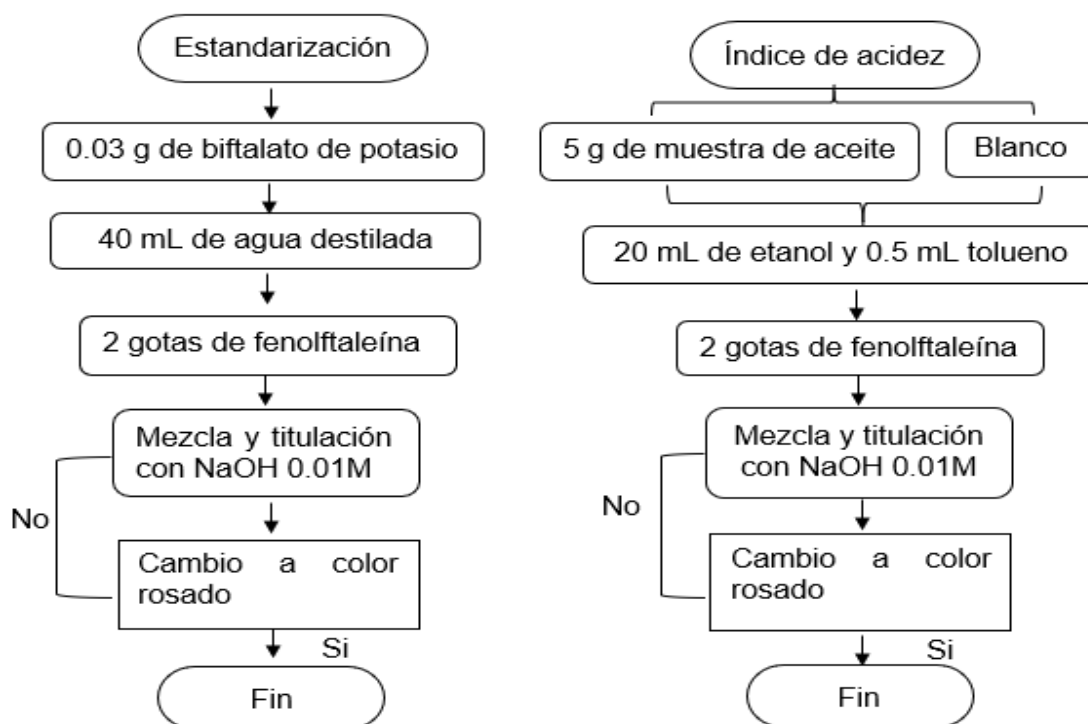 Estandarización
0.03 g de biftalato de potasio
40 mL de agua destilada
2 gotas de fenolftaleína
Mezcla y titulación
con NaOH 0.01M
No
Cambio a color
rosado
Si
Fin
Índice de acidez
5 g de muestra de aceite
Blanco
20 mL de etanol y 0.5 mL tolueno
2 gotas de fenolftaleína
Mezcla y titulación
con NaOH 0.01M
No
Cambio a color
rosado
Si
Fin